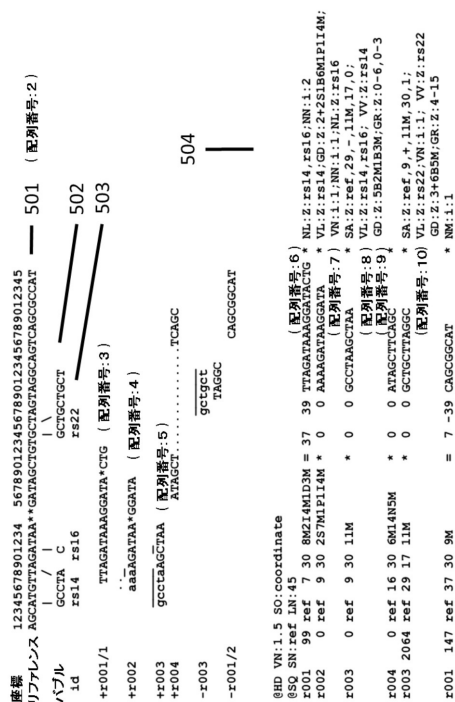 座標 12345678901234 5678901234567890123456789012345
リファレンス AGCATGTTAGATAA**GATAGCTGTGCTAGTAGGCAGTCAGCGCCAT 501 (配列番号:2)
バブル GCCTA C GCTGCTGCT 502
id rs14 rs16 rs22 503
+r001/1 TTAGATAAAGGATA*CTG (配列番号:3)
+r002 aaaAGATAA*GGATA (配列番号:4)
+r003 gcctaAGCTAA (配列番号:5)
+r004 ATAGCT..............TCAGC
504
-r003 gctgct
TAGGC
-r001/2 CAGCGGCAT
@HD VN:1.5 SO:coordinate
@SQ SN:ref LN:45
(配列番号:6)
r001 99 ref 7 30 8M2I4M1D3M = 37 39 TTAGATAAAGGATACTG * NL:Z:rs14,rs16;NN:i:2
r002 0 ref 9 30 2S7M1P1I4M * 0 0 AAAAGATAAGGATA * VL:Z:rs14;GD:Z:2+2S1B6M1P1I4M;
(配列番号:7) VN:i:1;NN:i:1;NL:Z:rs16
r003 0 ref 9 30 11M * 0 0 GCCTAAGCTAA * SA:Z:ref,29,-,11M,17,0;
(配列番号:8) VL:Z:rs14,rs16; VV:Z:rs14
(配列番号:9) GD:Z:5B2M1B3M;GR:Z:0-6,0-3
r004 0 ref 16 30 6M14N5M * 0 0 ATAGCTTCAGC *
r003 2064 ref 29 17 11M * 0 0 GCTGCTTAGGC * SA:Z:ref,9,+,11M,30,1;
(配列番号:10) VL:Z:rs22;VN:i:1; VV:Z:rs22
GD:Z:3+6B5M;GR:Z:4-15
r001 147 ref 37 30 9M = 7 -39 CAGCGGCAT * NM:i:1